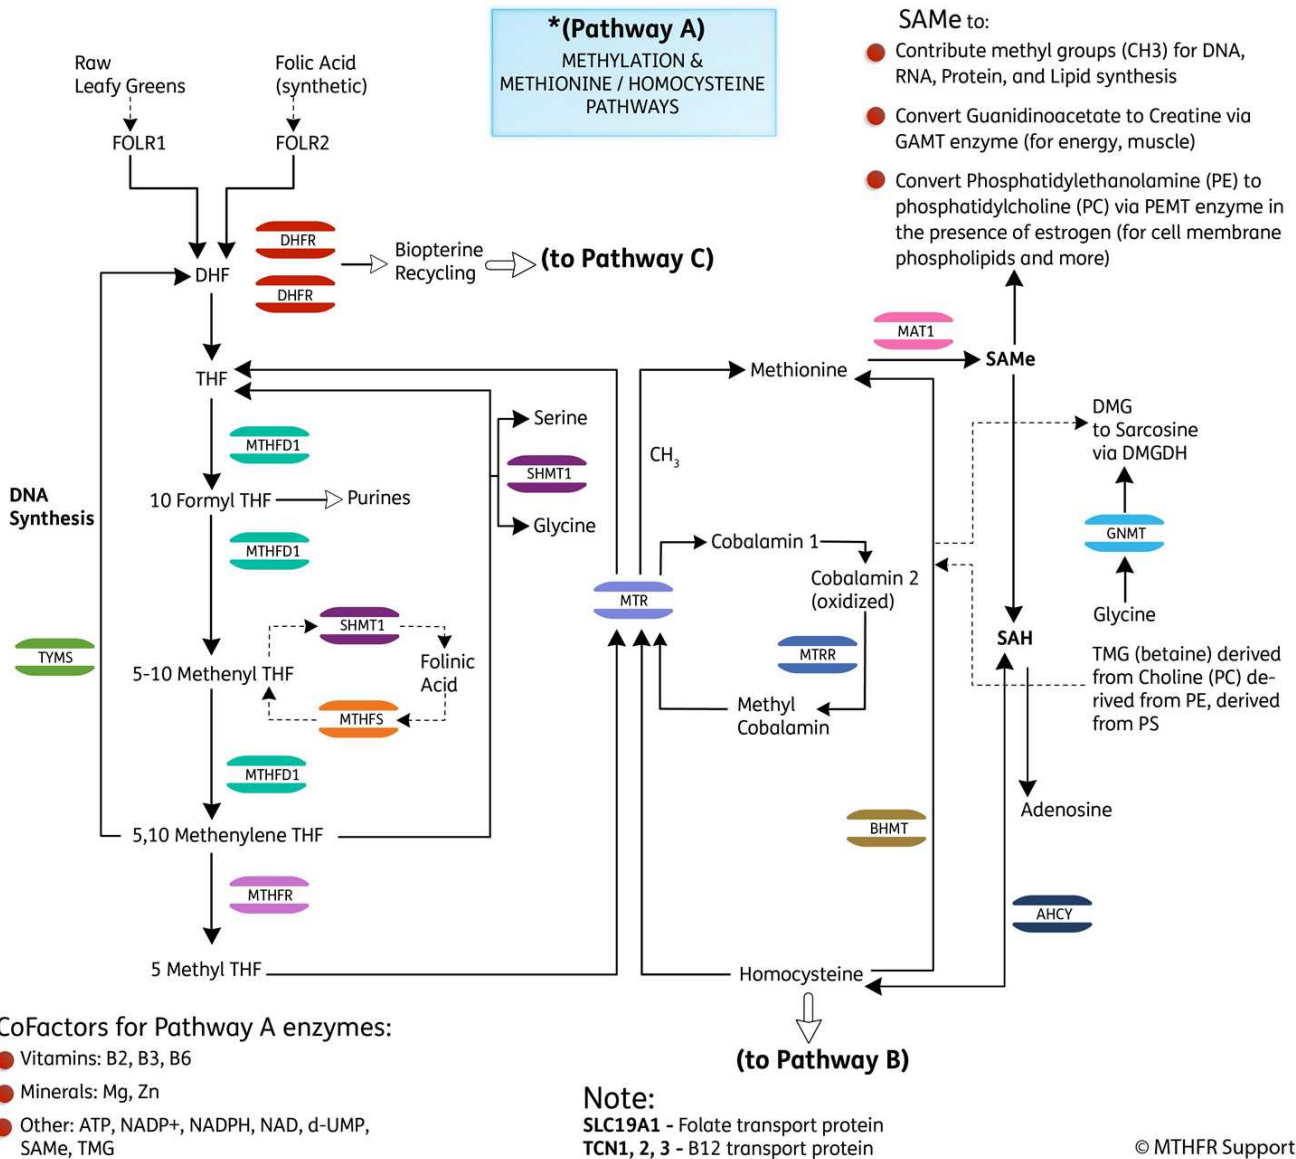 *(Pathway A)
METHYLATION &
METHIONINE / HOMOCYSTEINE
PATHWAYS
SAMe to:
Contribute methyl groups (CH3) for DNA,
RNA, Protein, and Lipid synthesis
Convert Guanidinoacetate to Creatine via
GAMT enzyme (for energy, muscle)
Convert Phosphatidylethanolamine (PE) to
phosphatidylcholine (PC) via PEMT enzyme in
the presence of estrogen (for cell membrane
phospholipids and more)
Raw
Leafy Greens
Folic Acid
(synthetic)
FOLR1
FOLR2
DHFR
DHF
DHFR
Biopterine
Recycling
(to Pathway C)
MAT1
THF
Methionine
SAMe
Serine
SHMT1
Glycine
MTHFD1
CH3
DMG
to Sarcosine
via DMGDH
DNA
Synthesis
10 Formyl THF
Purines
MTHFD1
Cobalamin 1
Cobalamin 2
(oxidized)
GNMT
Glycine
MTR
MTRR
Methyl
Cobalamin
SAH
TYMS
SHMT1
5-10 Methenyl THF
Folinic
Acid
MTHFS
TMG (betaine) derived
from Choline (PC) de-
rived from PE, derived
from PS
MTHFD1
Adenosine
5,10 Methenylene THF
BHMT
MTHFR
AHCY
5 Methyl THF
Homocysteine
(to Pathway B)
CoFactors for Pathway A enzymes:
Vitamins: B2, B3, B6
Minerals: Mg, Zn
Other: ATP, NADP+, NADPH, NAD, d-UMP,
SAMe, TMG
Note:
SLC19A1 - Folate transport protein
TCN1, 2, 3 - B12 transport protein
© MTHFR Support